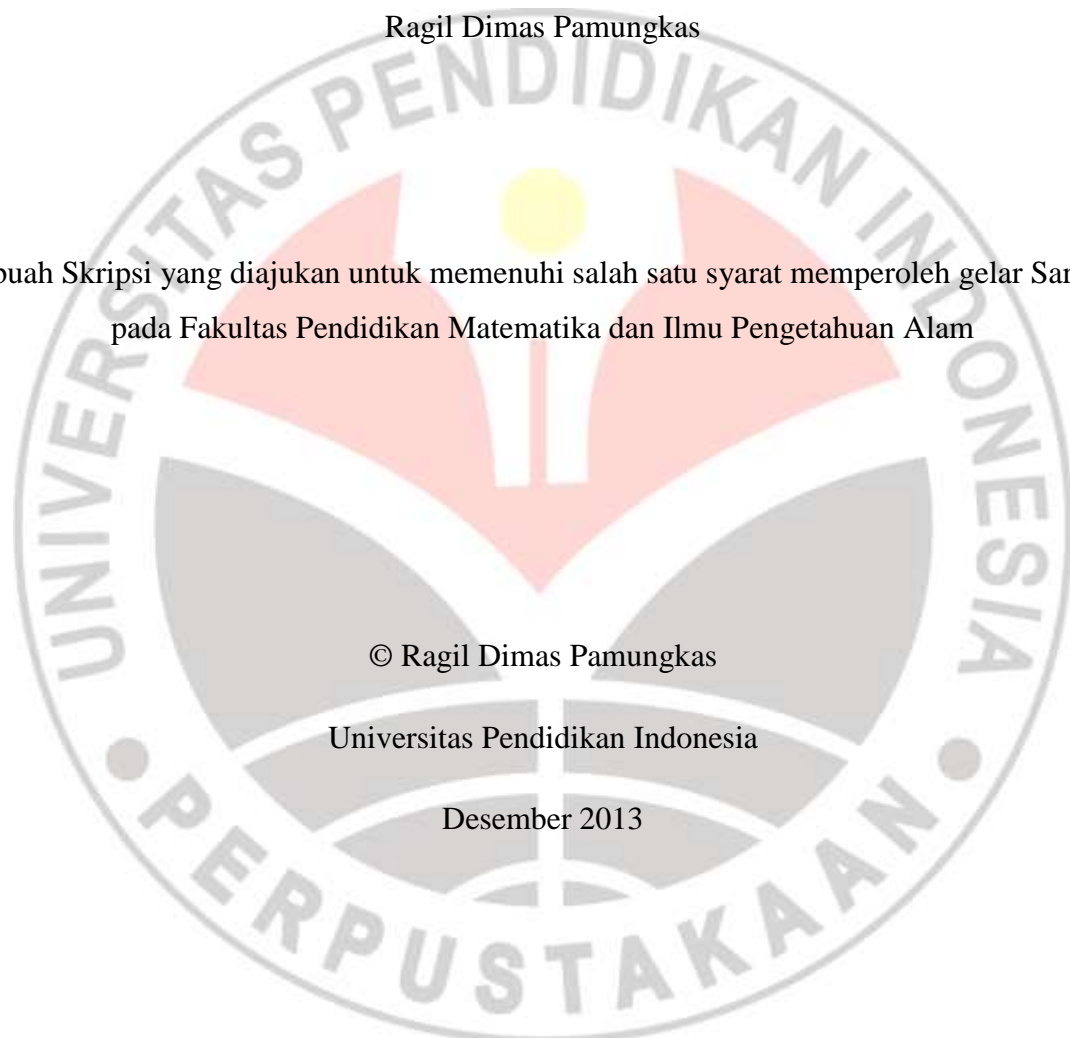 Ragil Dimas Pamungkas
UNIVERSITAS PENDIDIKAN INDONESIA
buah Skripsi yang diajukan untuk memenuhi salah satu syarat memperoleh gelar Sar
pada Fakultas Pendidikan Matematika dan Ilmu Pengetahuan Alam
© Ragil Dimas Pamungkas
Universitas Pendidikan Indonesia
Desember 2013
• PERPUSTAKAAN •